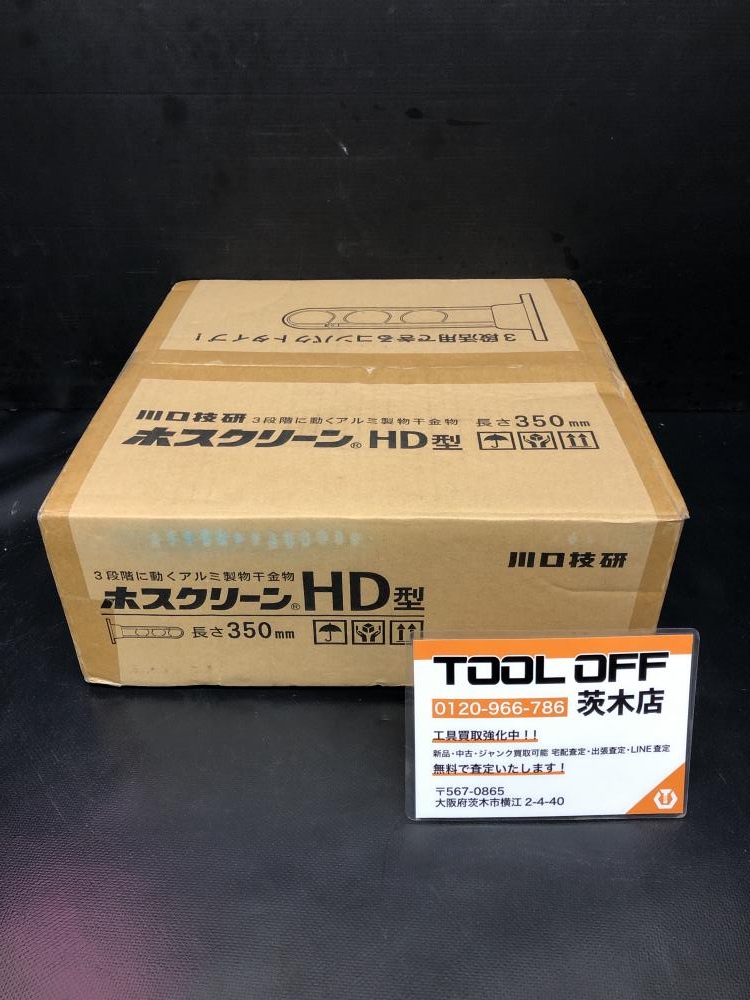 3段活用できるコンパクトタイプ!
川口技研 3段階に動くアルミ製物干金物 長さ350mm
ホスクリーン® HD型
川口技研
3段階に動くアルミ製物干金物
ホスクリーン® HD型
長さ350mm
TOOL OFF
0120-966-786 茨木店
工具買取強化中!!
新品・中古・ジャンク買取可能 宅配査定・出張査定・LINE査定
無料で査定いたします!
〒567-0865
大阪府茨木市横江 2-4-40